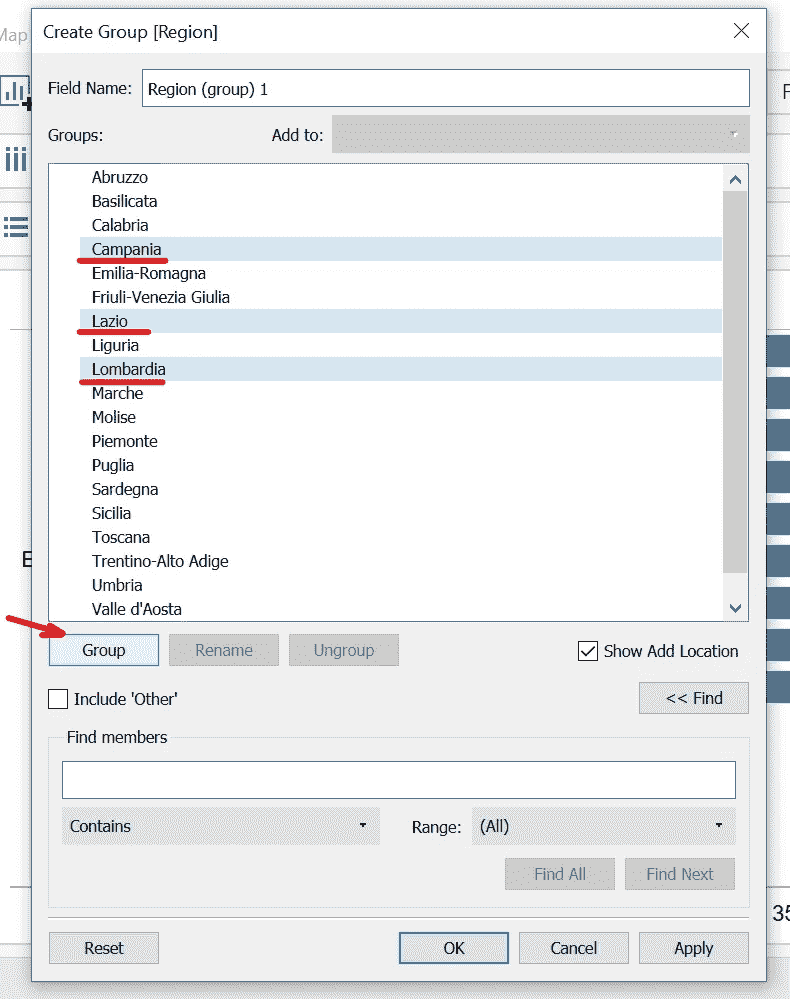 Map
Create Group [Region]
Field Name: Region (group) 1
Groups: Add to:
Abruzzo
Basilicata
Calabria
Campania
Emilia-Romagna
Friuli-Venezia Giulia
Lazio
Liguria
Lombardia
Marche
Molise
Piemonte
Puglia
Sardegna
Sicilia
Toscana
Trentino-Alto Adige
Umbria
Valle d'Aosta
Group Rename Ungroup Show Add Location
Include 'Other' << Find
Find members
Contains Range: (All)
Find All Find Next
35
Reset OK Cancel Apply